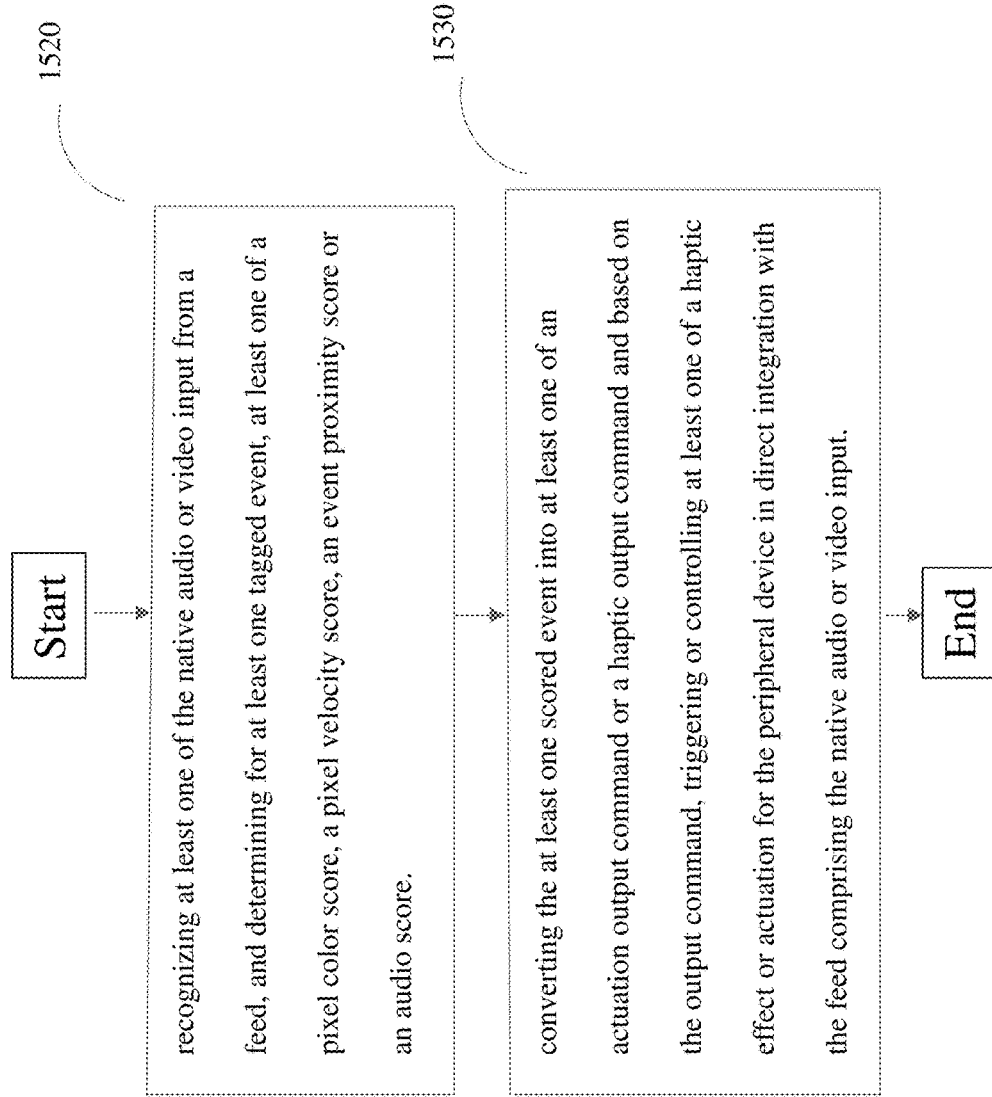 Start
1520
recognizing at least one of the native audio or video input from a
feed, and determining for at least one tagged event, at least one of a
pixel color score, a pixel velocity score, an event proximity score or
an audio score.
1530
converting the at least one scored event into at least one of an
actuation output command or a haptic output command and based on
the output command, triggering or controlling at least one of a haptic
effect or actuation for the peripheral device in direct integration with
the feed comprising the native audio or video input.
End